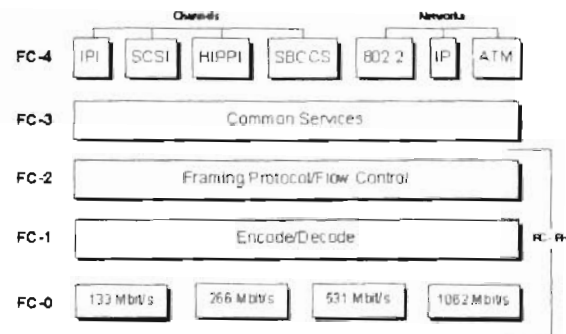 Channels Networks
FC-4 IPI SCSI HIPPI SBCCS 802.2 IP ATM
FC-3 Common Services
FC-2 Framing Protocol/Flow Control
FC-1 Encode/Decode
FC-0 133 Mbit/s 266 Mbit/s 531 Mbit/s 1062 Mbit/s